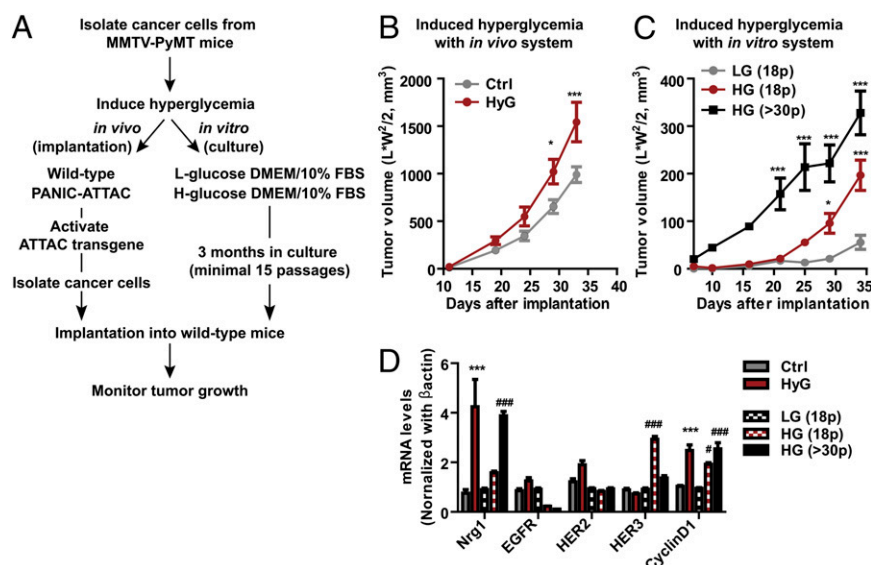 A
Isolate cancer cells from
MMTV-PyMT mice
Induce hyperglycemia
in vivo
(implantation)
in vitro
(culture)
Wild-type
PANIC-ATTAC
L-glucose DMEM/10% FBS
H-glucose DMEM/10% FBS
Activate
ATTAC transgene
3 months in culture
(minimal 15 passages)
Isolate cancer cells
Implantation into wild-type mice
Monitor tumor growth
B
Induced hyperglycemia
with in vivo system
Tumor volume (L*W²/2, mm³)
2000
1500
1000
500
0
Ctrl
HyG
*
***
10 15 20 25 30 35 40
Days after implantation
C
Induced hyperglycemia
with in vitro system
LG (18p)
HG (18p)
HG (>30p)
Tumor volume (L*W²/2, mm³)
400
300
200
100
0
***
***
***
***
*
***
10 15 20 25 30 35
Days after implantation
D
mRNA levels
(Normalized with βactin)
6
4
2
0
***
###
###
***
#
###
Nrg1
EGFR
HER2
HER3
CyclinD1
Ctrl
HyG
LG (18p)
HG (18p)
HG (>30p)